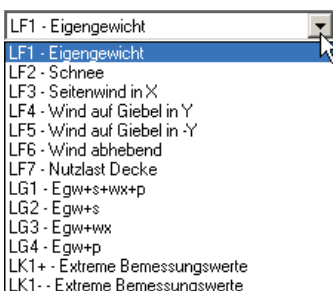 LF1 - Eigengewicht
LF1 - Eigengewicht
LF2 - Schnee
LF3 - Seitenwind in X
LF4 - Wind auf Giebel in Y
LF5 - Wind auf Giebel in -Y
LF6 - Wind abhebend
LF7 - Nutzlast Decke
LG1 - Egw+s+wx+p
LG2 - Egw+s
LG3 - Egw+wx
LG4 - Egw+p
LK1+ - Extreme Bemessungswerte
LK1- - Extreme Bemessungswerte